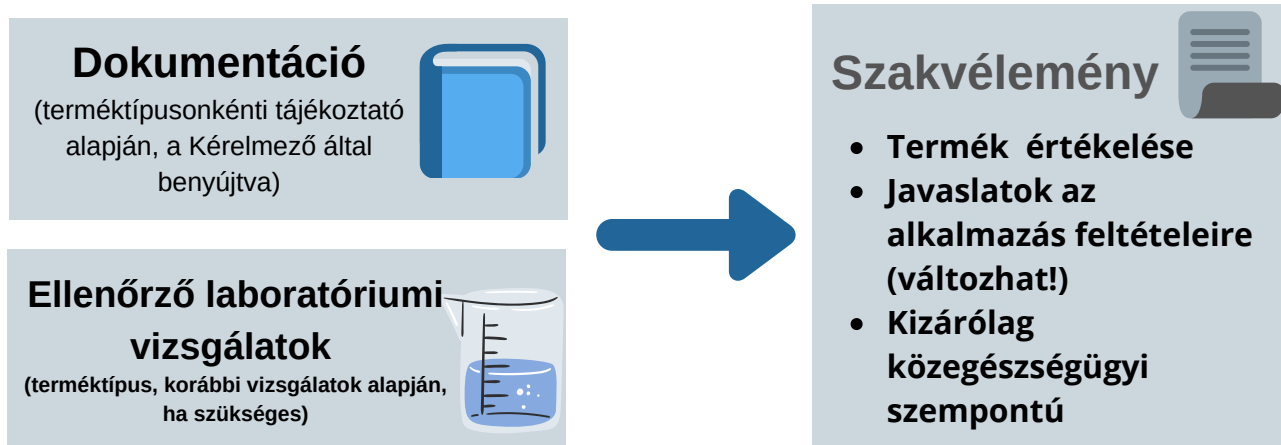 Dokumentáció
(terméktípusonkénti tájékoztató
alapján, a Kérelmező által
benyújtva)
Ellenőrző laboratóriumi
vizsgálatok
(terméktípus, korábbi vizsgálatok alapján,
ha szükséges)
Szakvélemény
• Termék értékelése
• Javaslatok az
alkalmazás feltételeire
(változhat!)
• Kizárólag
közegészségügyi
szempontú